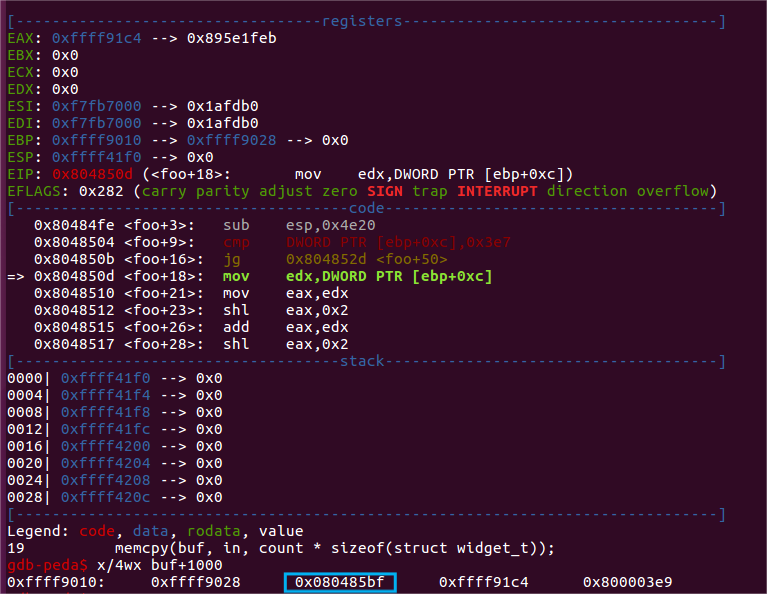 [----------------------------------registers-----------------------------------]
EAX: 0xffff91c4 --> 0x895e1feb
EBX: 0x0
ECX: 0x0
EDX: 0x0
ESI: 0xf7fb7000 --> 0x1afdb0
EDI: 0xf7fb7000 --> 0x1afdb0
EBP: 0xffff9010 --> 0xffff9028 --> 0x0
ESP: 0xffff41f0 --> 0x0
EIP: 0x804850d (<foo+18>:       mov    edx,DWORD PTR [ebp+0xc])
EFLAGS: 0x282 (carry parity adjust zero SIGN trap INTERRUPT direction overflow)
[-------------------------------------code-------------------------------------]
   0x80484fe <foo+3>:  sub    esp,0x4e20
   0x8048504 <foo+9>:  cmp    DWORD PTR [ebp+0xc],0x3e7
   0x804850b <foo+16>: jg     0x804852d <foo+50>
=> 0x804850d <foo+18>: mov    edx,DWORD PTR [ebp+0xc]
   0x8048510 <foo+21>: mov    eax,edx
   0x8048512 <foo+23>: shl    eax,0x2
   0x8048515 <foo+26>: add    eax,edx
   0x8048517 <foo+28>: shl    eax,0x2
[------------------------------------stack-------------------------------------]
0000| 0xffff41f0 --> 0x0
0004| 0xffff41f4 --> 0x0
0008| 0xffff41f8 --> 0x0
0012| 0xffff41fc --> 0x0
0016| 0xffff4200 --> 0x0
0020| 0xffff4204 --> 0x0
0024| 0xffff4208 --> 0x0
0028| 0xffff420c --> 0x0
[------------------------------------------------------------------------------]
Legend: code, data, rodata, value
19          memcpy(buf, in, count * sizeof(struct widget_t));
gdb-peda$ x/4wx buf+1000
0xffff9010:     0xffff9028      0x080485bf      0xffff91c4      0x800003e9